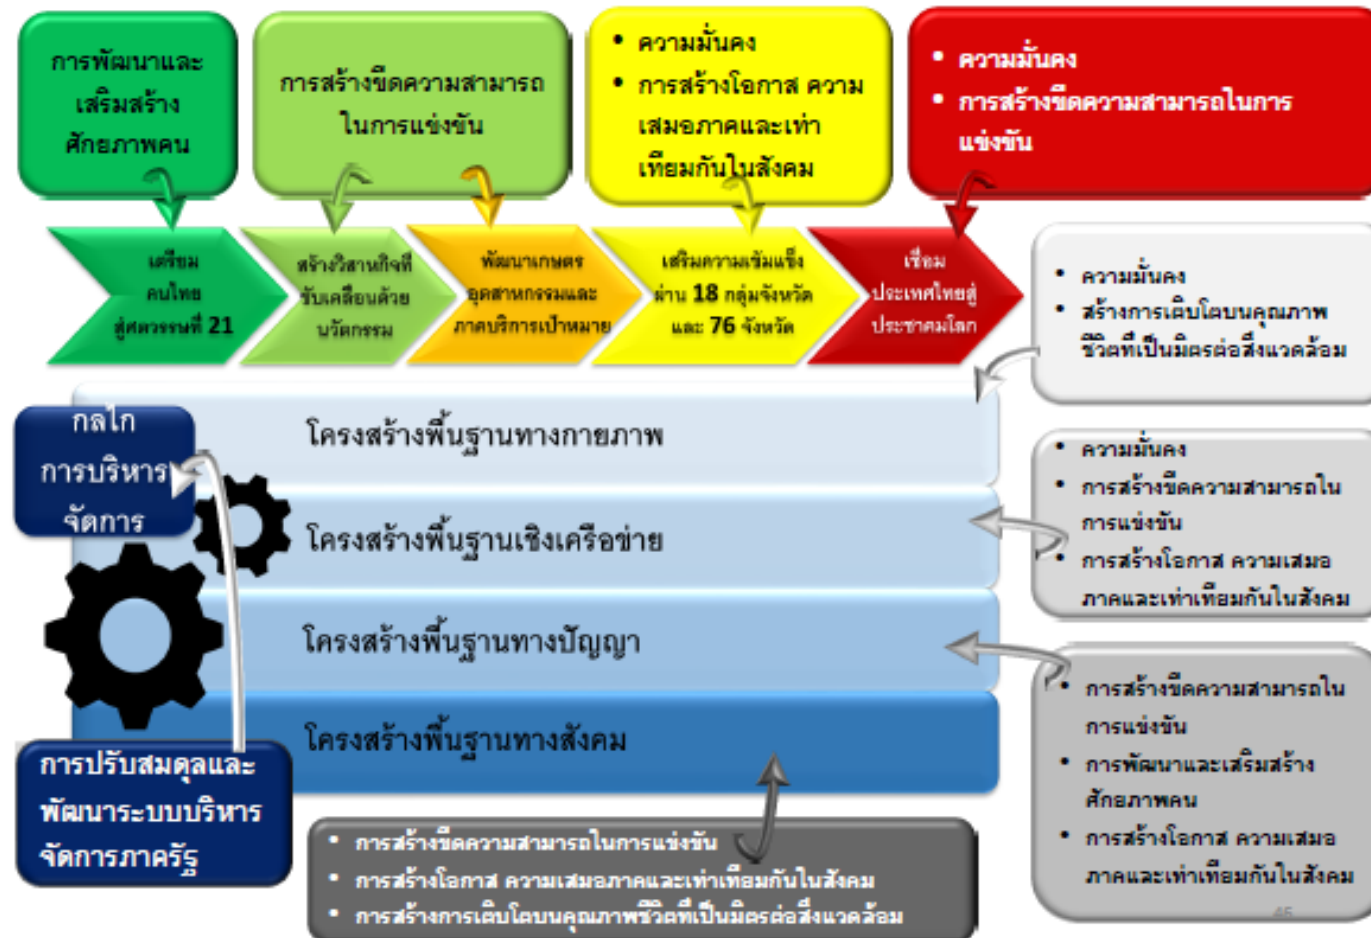 การพัฒนาและ
เสริมสร้าง
ศักยภาพคน
การสร้างขีดความสามารถ
ในการแข่งขัน
• ความมั่นคง
• การสร้างโอกาส ความ
เสมอภาคและเท่า
เทียมกันในสังคม
• ความมั่นคง
• การสร้างขีดความสามารถในการ
แข่งขัน
เตรียม
คนไทย
สู่ศตวรรษที่ 21
สร้างวิสาหกิจที่
ขับเคลื่อนด้วย
นวัตกรรม
พัฒนาเกษตร
อุตสาหกรรมและ
ภาคบริการเป้าหมาย
เสริมความเข้มแข็ง
ผ่าน 18 กลุ่มจังหวัด
และ 76 จังหวัด
เชื่อม
ประเทศไทยสู่
ประชาคมโลก
• ความมั่นคง
• สร้างการเติบโตบนคุณภาพ
ชีวิตที่เป็นมิตรต่อสิ่งแวดล้อม
กลไก
การบริหาร
จัดการ
โครงสร้างพื้นฐานทางกายภาพ
• ความมั่นคง
• การสร้างขีดความสามารถใน
การแข่งขัน
• การสร้างโอกาส ความเสมอ
ภาคและเท่าเทียมกันในสังคม
โครงสร้างพื้นฐานเชิงเครือข่าย
โครงสร้างพื้นฐานทางปัญญา
• การสร้างขีดความสามารถใน
การแข่งขัน
• การพัฒนาและเสริมสร้าง
ศักยภาพคน
• การสร้างโอกาส ความเสมอ
ภาคและเท่าเทียมกันในสังคม
โครงสร้างพื้นฐานทางสังคม
การปรับสมดุลและ
พัฒนาระบบบริหาร
จัดการภาครัฐ
• การสร้างขีดความสามารถในการแข่งขัน
• การสร้างโอกาส ความเสมอภาคและเท่าเทียมกันในสังคม
• การสร้างการเติบโตบนคุณภาพชีวิตที่เป็นมิตรต่อสิ่งแวดล้อม
46